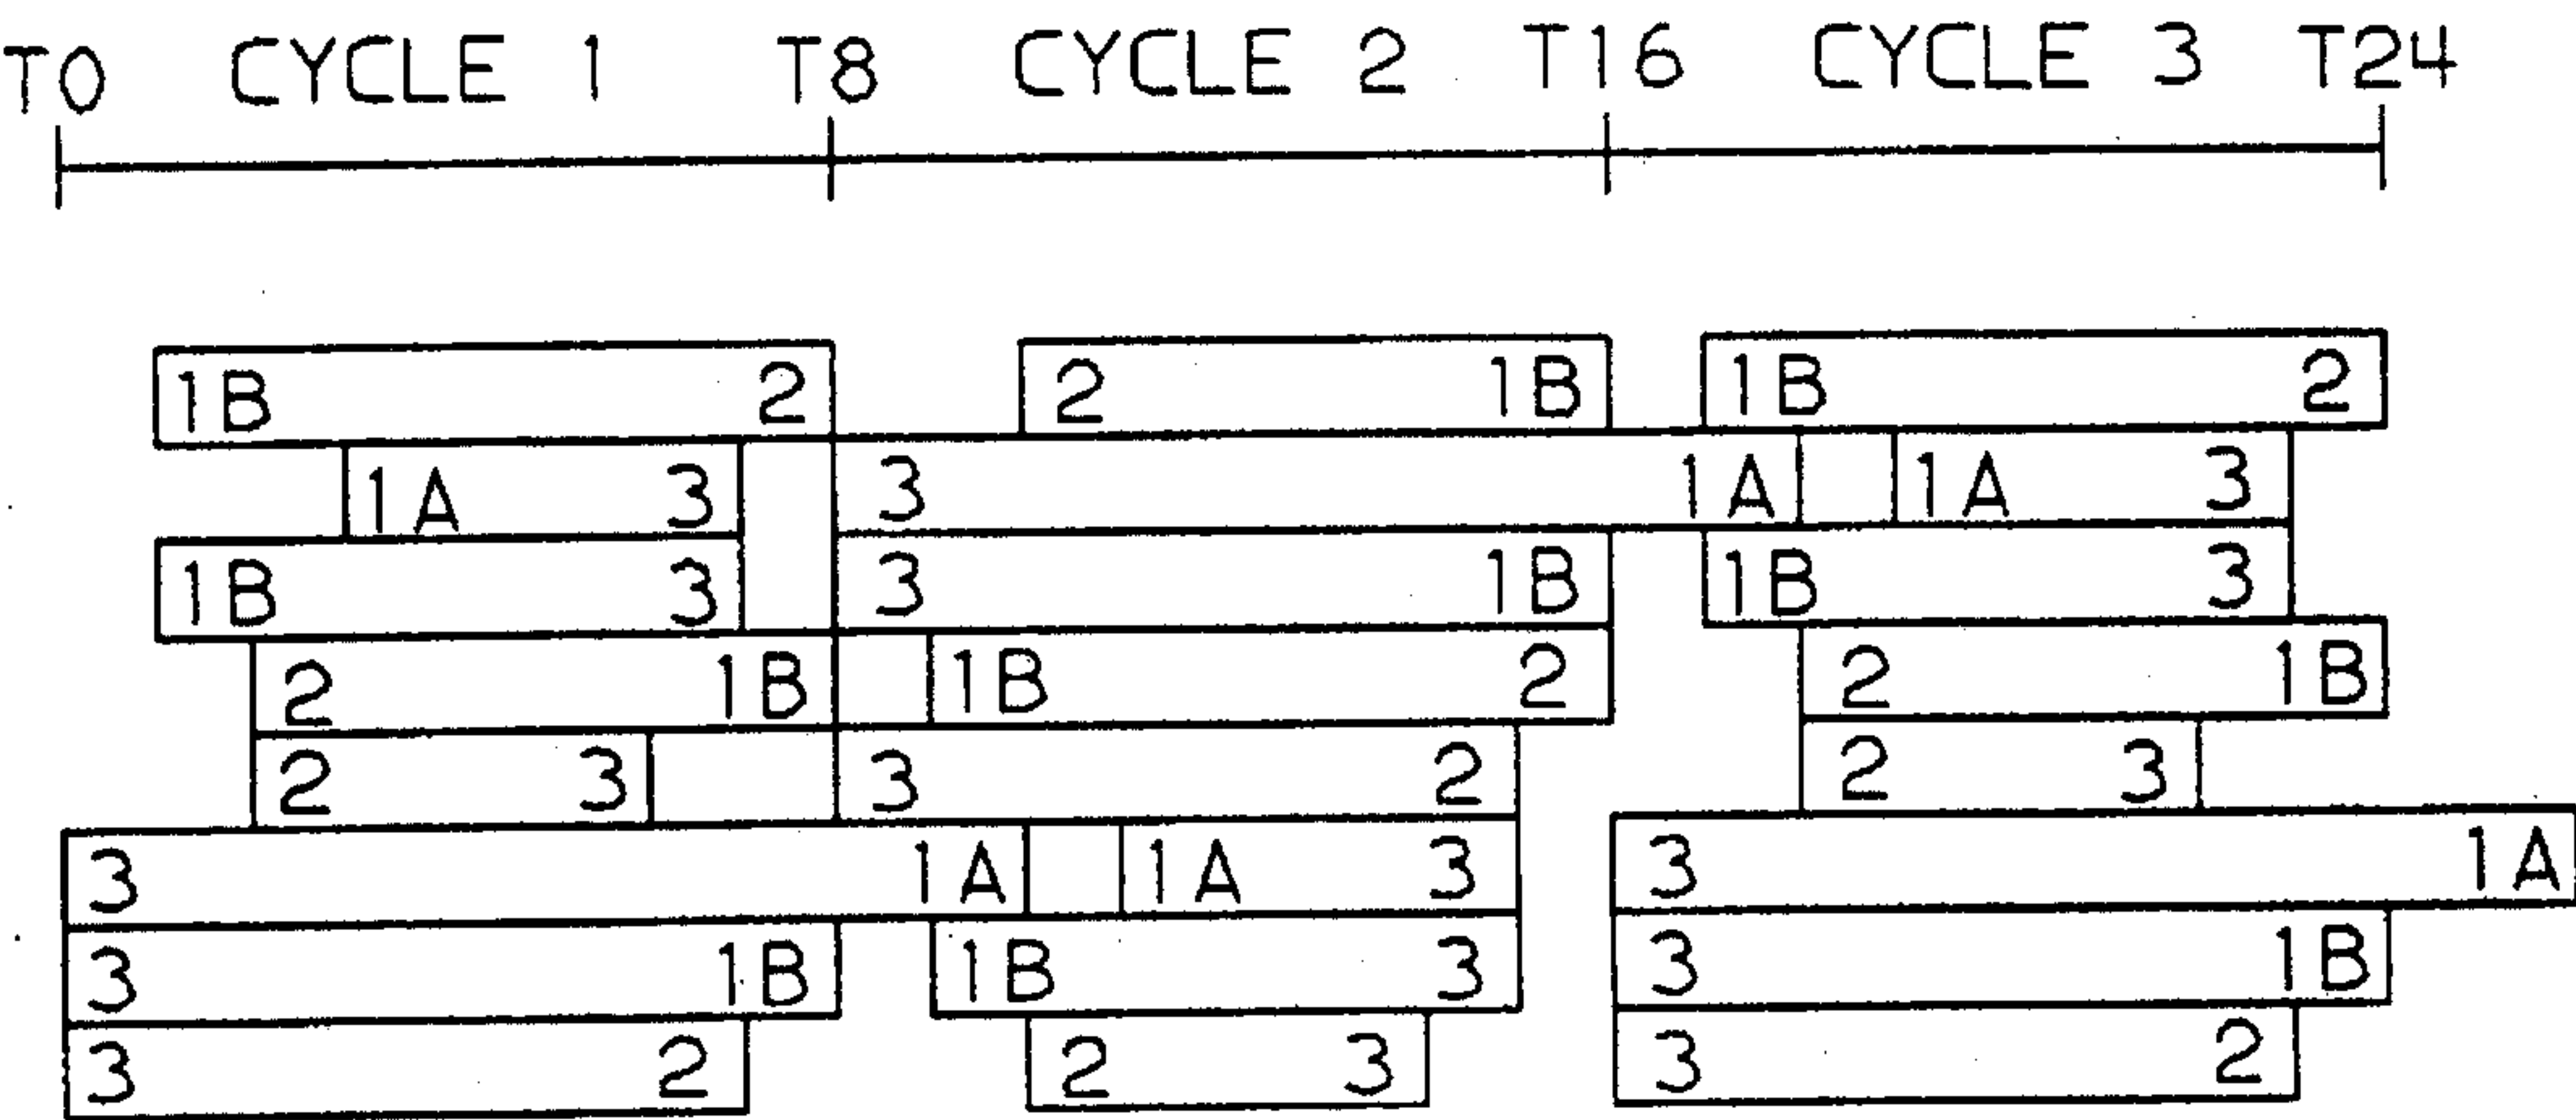 T0 CYCLE 1 T8 CYCLE 2 T16 CYCLE 3 T24
1B 2 2 1B 1B 2
1A 3 3 1A 1A 3
1B 3 3 1B 1B 3
2 1B 1B 2 2 1B
2 3 3 2 2 3
3 1A 1A 3 3 1A
3 1B 1B 3 3 1B
3 2 2 3 3 2